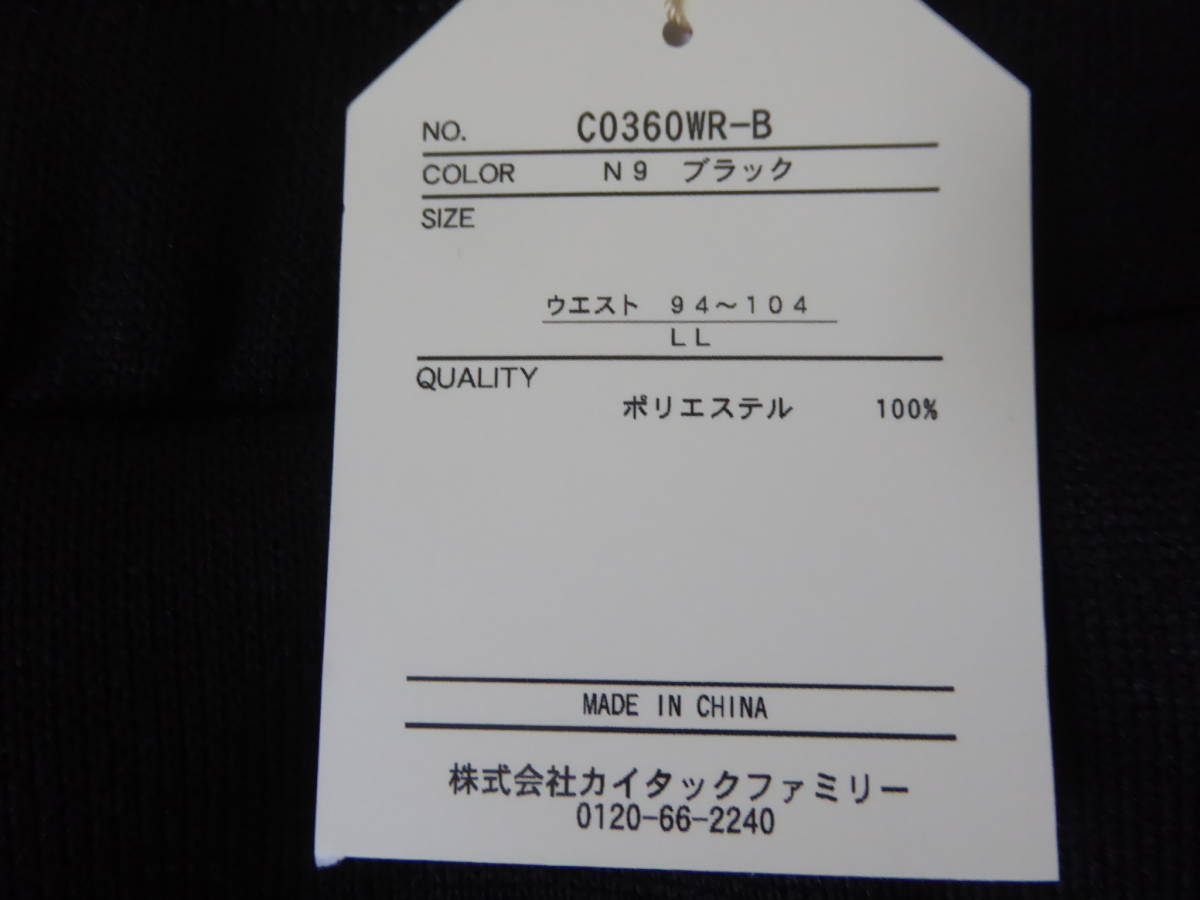 NO. C0360WR-B
COLOR N9 ブラック
SIZE
ウエスト 94～104
LL
QUALITY
ポリエステル 100%
MADE IN CHINA
株式会社カイタックファミリー
0120-66-2240